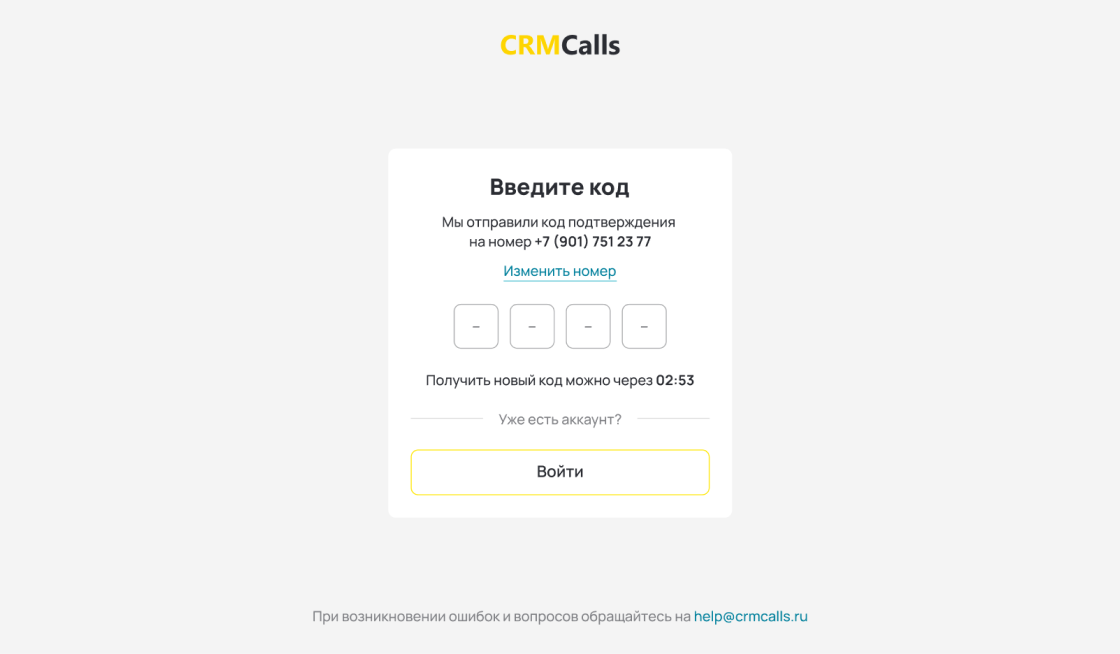 CRMCalls
Введите код
Мы отправили код подтверждения
на номер +7 (901) 751 23 77
Изменить номер
– – – –
Получить новый код можно через 02:53
Уже есть аккаунт?
Войти
При возникновении ошибок и вопросов обращайтесь на help@crmcalls.ru